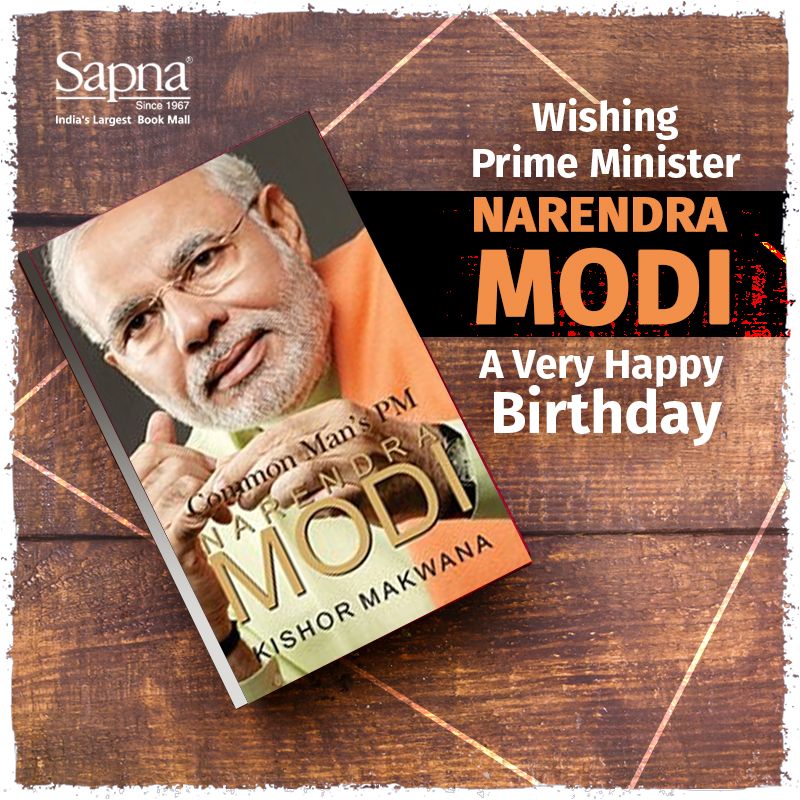 Sapna®
Since 1967
India's Largest Book Mall
Wishing
Prime Minister
NARENDRA
MODI
A Very Happy
Birthday
Common Man's PM
NARENDRA
MODI
KISHOR MAKWANA